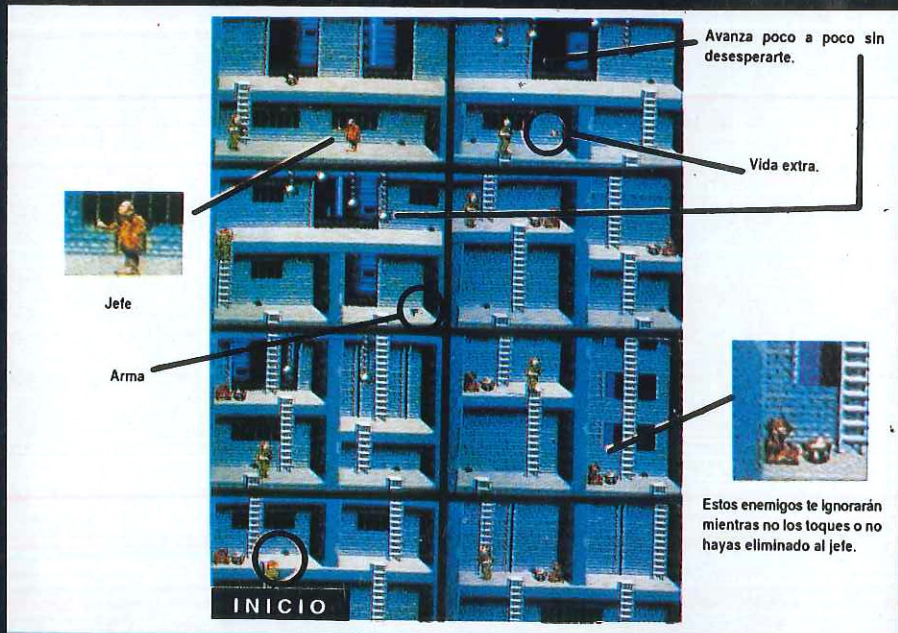 Avanza poco a poco sin
desesperarte.
Vida extra.
Jefe
Arma
Estos enemigos te ignorarán
mientras no los toques o no
hayas eliminado al jefe.
INICIO